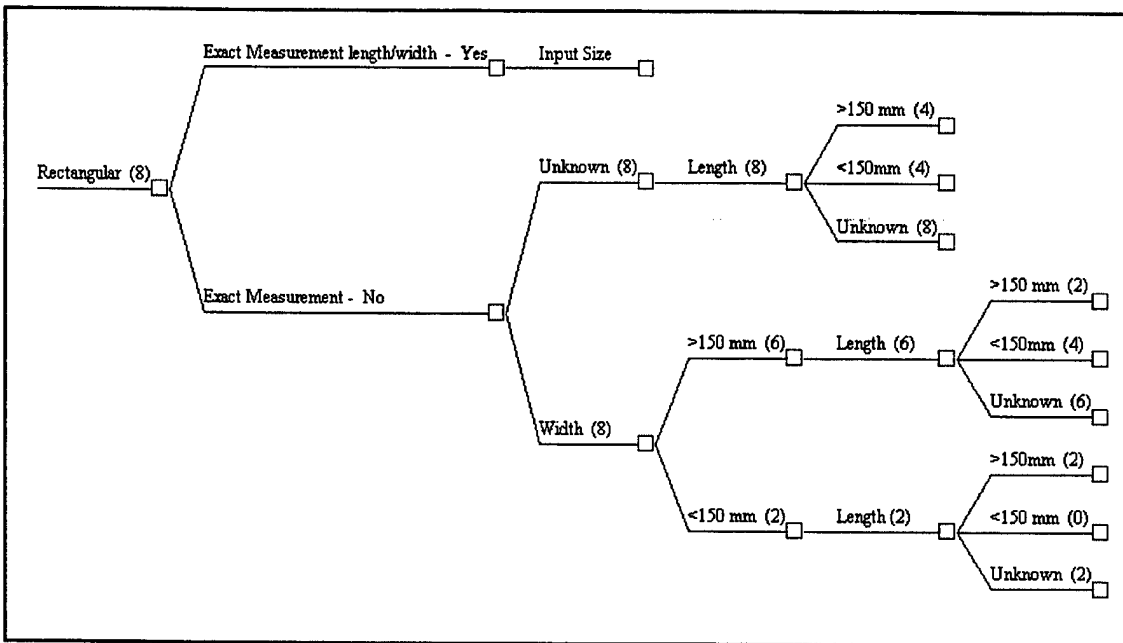 Exact Measurement length/width - Yes
Input Size
>150 mm (4)
Rectangular (8)
Unknown (8)
Length (8)
<150mm (4)
Unknown (8)
Exact Measurement - No
>150 mm (2)
>150 mm (6)
Length (6)
<150mm (4)
Unknown (6)
Width (8)
>150mm (2)
<150 mm (2)
Length (2)
<150 mm (0)
Unknown (2)